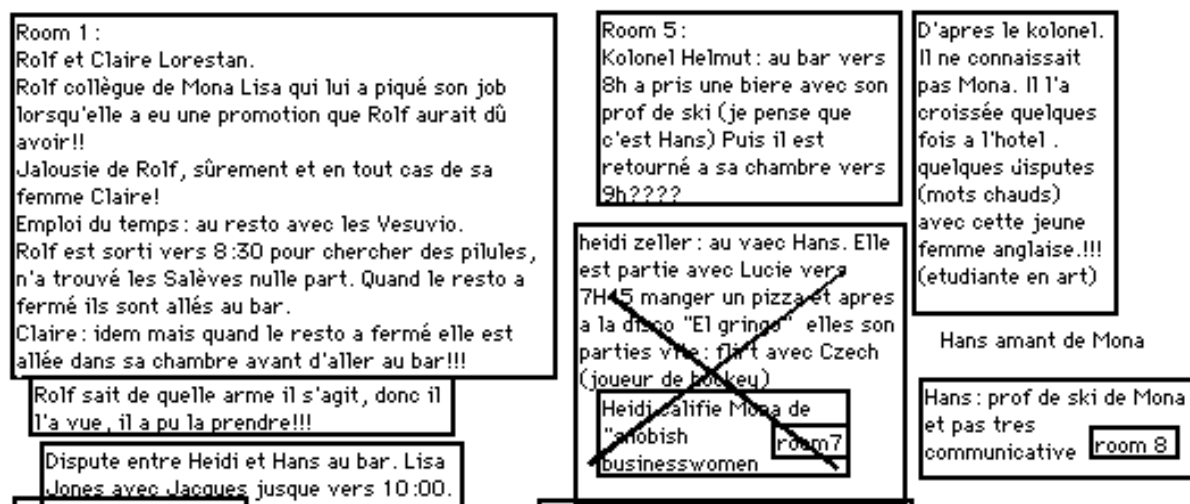 Room 1 :
Rolf et Claire Lorestan.
Rolf collègue de Mona Lisa qui lui a piqué son job
lorsqu'elle a eu une promotion que Rolf aurait dû
avoir!!
Jalousie de Rolf, sûrement et en tout cas de sa
femme Claire!
Emploi du temps : au resto avec les Vesuvio.
Rolf est sorti vers 8:30 pour chercher des pilules,
n'a trouvé les Salèves nulle part. Quand le resto a
fermé ils sont allés au bar.
Claire : idem mais quand le resto a fermé elle est
allée dans sa chambre avant d'aller au bar!!!
Rolf sait de quelle arme il s'agit, donc il
l'a vue, il a pu la prendre!!!
Dispute entre Heidi et Hans au bar. Lisa
Jones avec Jacques jusque vers 10:00.
Room 5 :
Kolonel Helmut : au bar vers
8h a pris une biere avec son
prof de ski (je pense que
c'est Hans) Puis il est
retourné a sa chambre vers
9h????
D'apres le kolonel.
Il ne connaissait
pas Mona. Il l'a
croissée quelques
fois a l'hotel .
quelques disputes
(mots chauds)
avec cette jeune
femme anglaise.!!!
(etudiante en art)
heidi zeller : au vaec Hans. Elle
est partie avec Lucie vers
7H45 manger un pizza et apres
a la disco "El gringo" elles son
parties vite : flirt avec Czech
(joueur de hockey)
Heidi califie Mona de
"snobish
businesswomen
room7
Hans amant de Mona
Hans : prof de ski de Mona
et pas tres
communicative
room 8